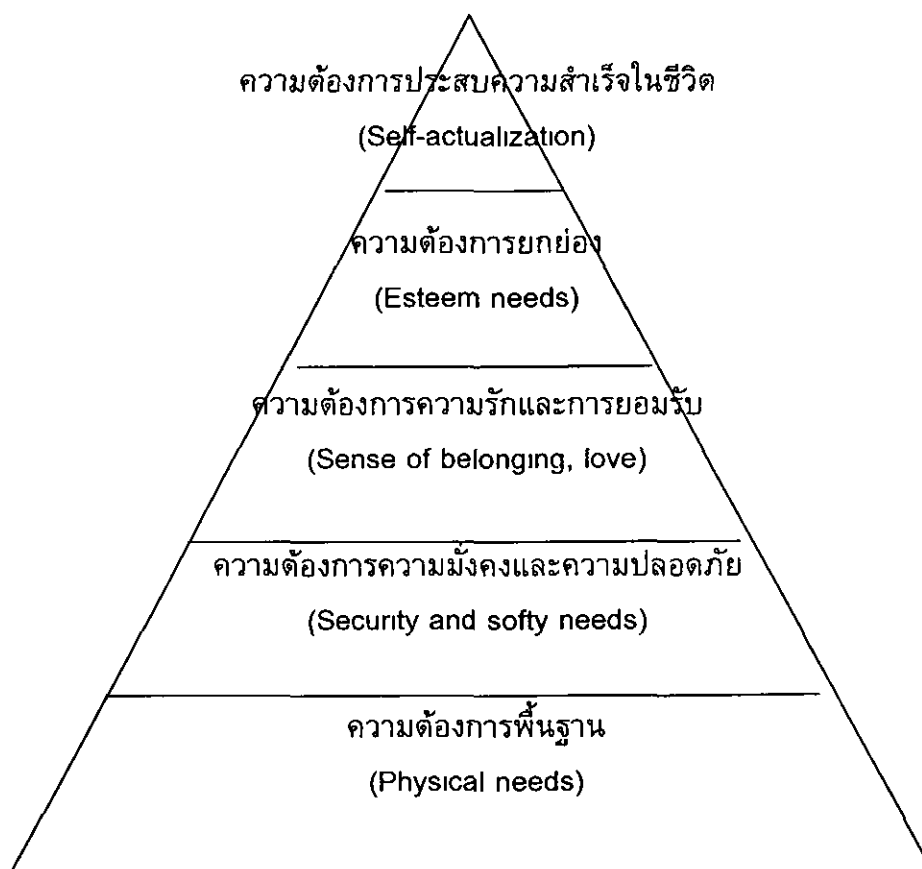 ความต้องการประสบความสำเร็จในชีวิต
(Self-actualization)
ความต้องการยกย่อง
(Esteem needs)
ความต้องการความรักและการยอมรับ
(Sense of belonging, love)
ความต้องการความมั่งคงและความปลอดภัย
(Security and softy needs)
ความต้องการพื้นฐาน
(Physical needs)